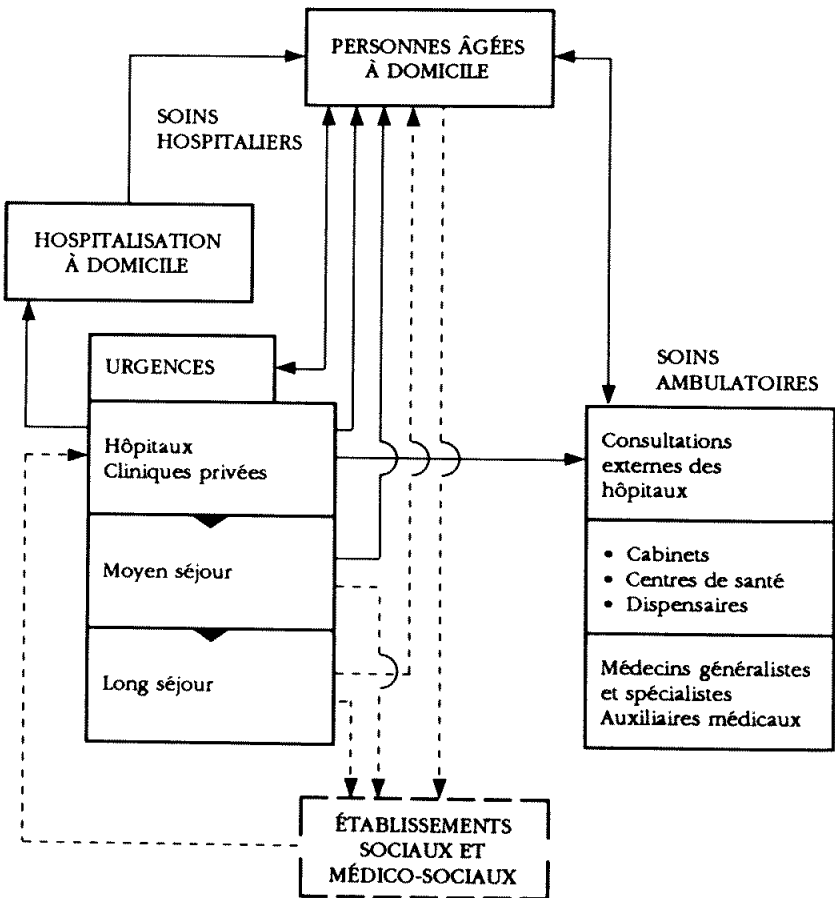 PERSONNES ÂGÉES
À DOMICILE
SOINS
HOSPITALIERS
HOSPITALISATION
À DOMICILE
URGENCES
SOINS
AMBULATOIRES
Hôpitaux
Cliniques privées
Consultations
externes des
hôpitaux
Moyen séjour
• Cabinets
• Centres de santé
• Dispensaires
Long séjour
Médecins généralistes
et spécialistes
Auxiliaires médicaux
ÉTABLISSEMENTS
SOCIAUX ET
MÉDICO-SOCIAUX